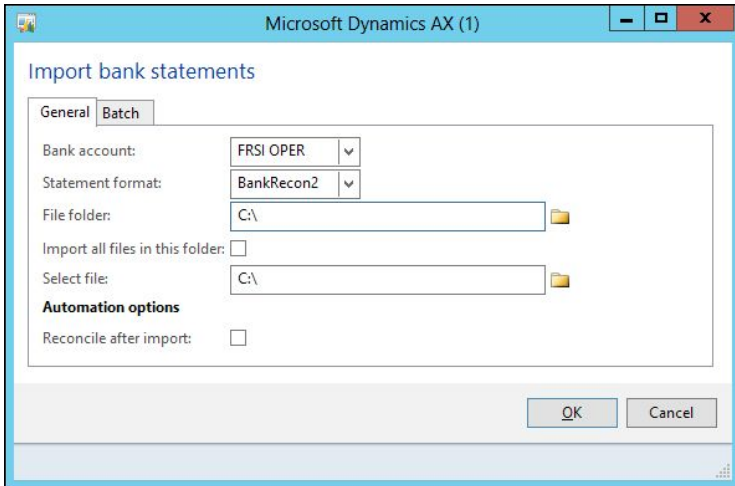 Microsoft Dynamics AX (1)
Import bank statements
General Batch
Bank account: FRSI OPER
Statement format: BankRecon2
File folder: C:\
Import all files in this folder:
Select file: C:\
Automation options
Reconcile after import:
OK Cancel